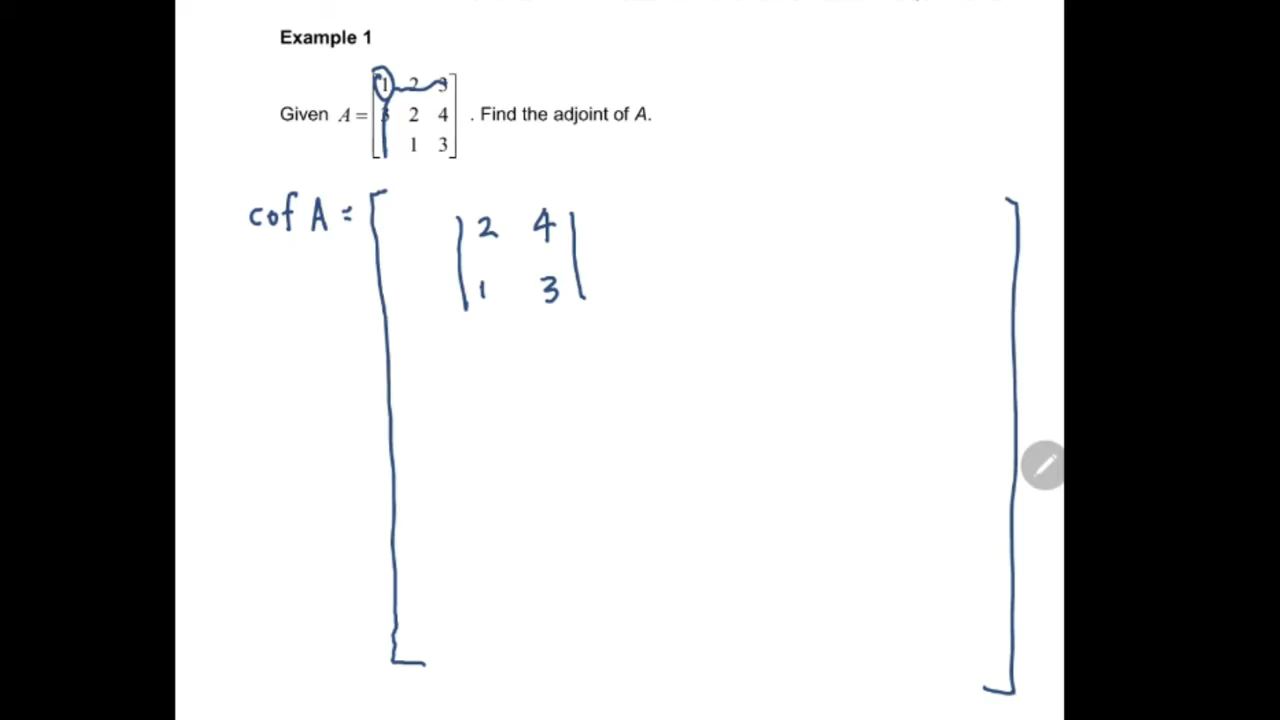 Example 1
1 2 3
Given A = 3 2 4 . Find the adjoint of A.
1 3
cof A =
2 4
1 3